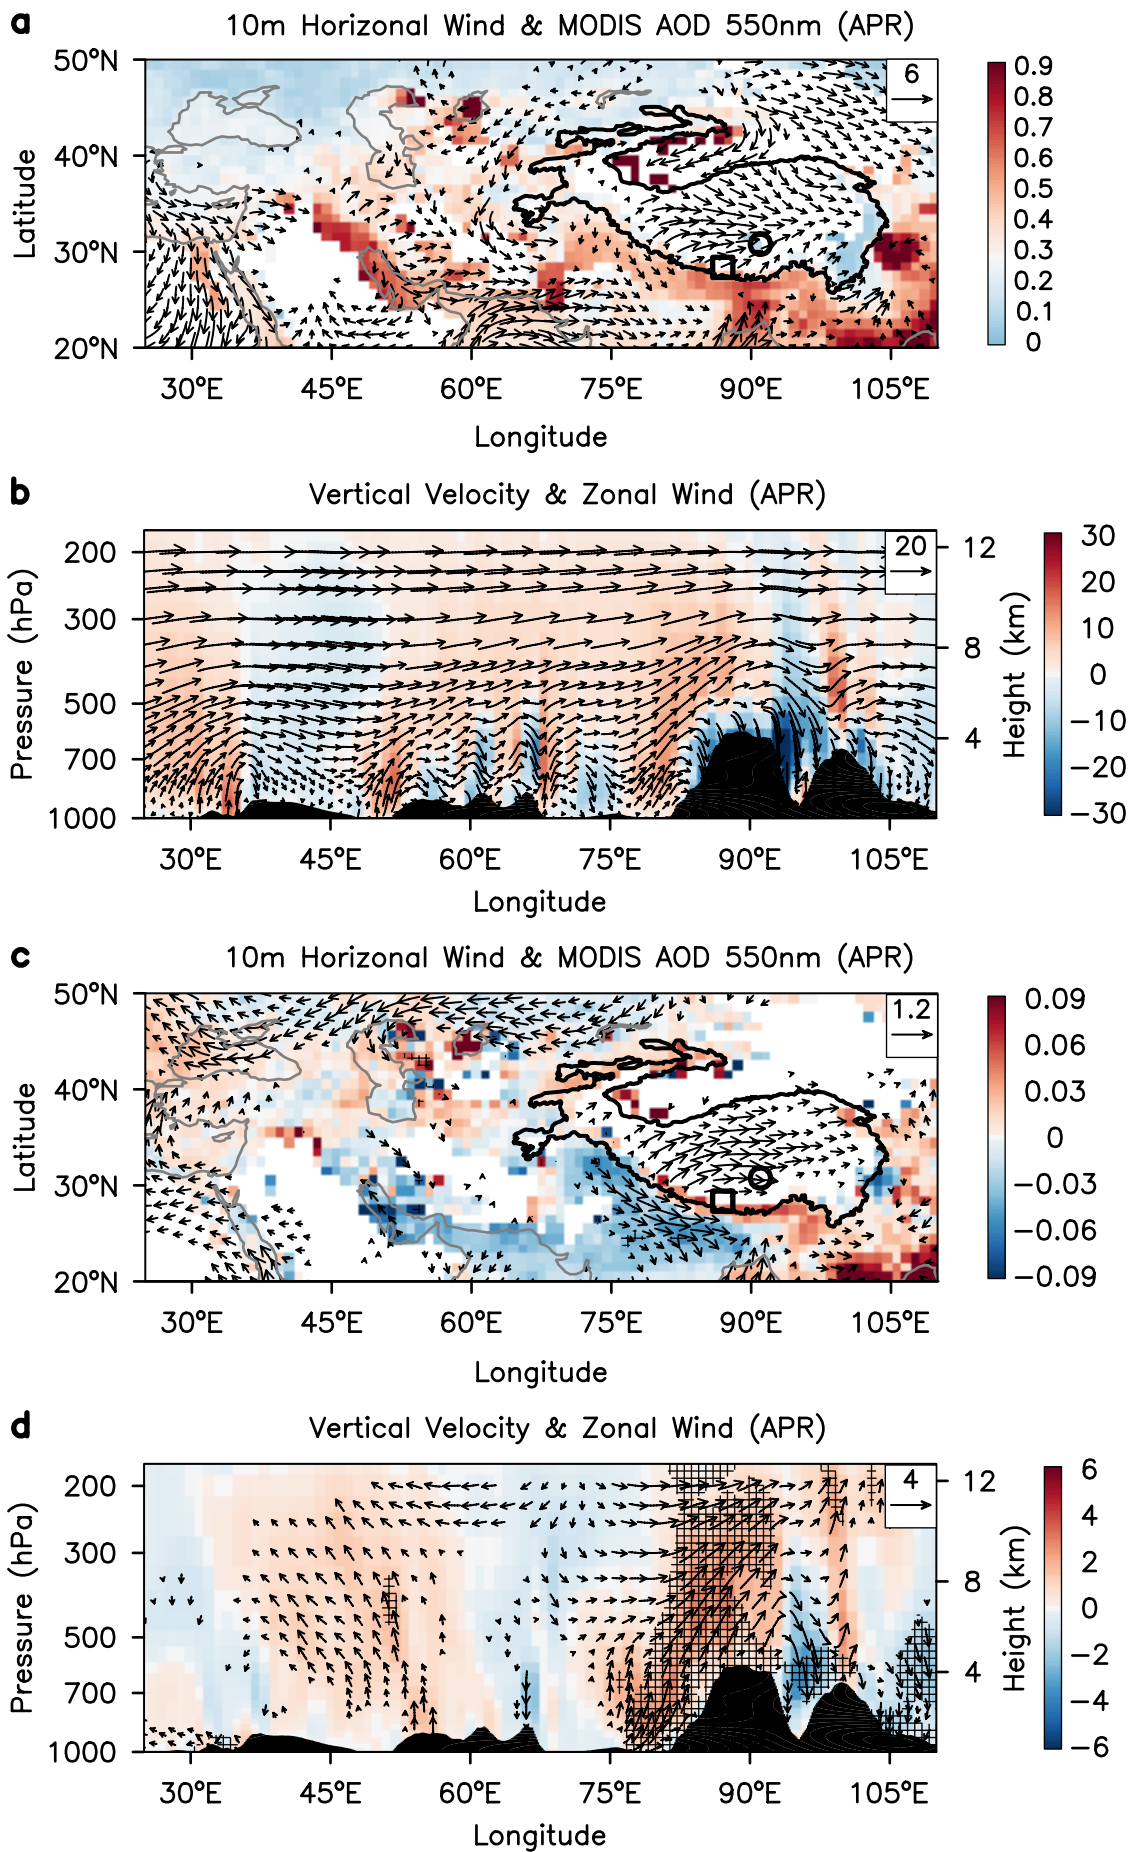 a
10m Horizonal Wind & MODIS AOD 550nm (APR)
50°N
40°N
30°N
20°N
Latitude
6
0.9
0.8
0.7
0.6
0.5
0.4
0.3
0.2
0.1
0
30°E 45°E 60°E 75°E 90°E 105°E
Longitude
b
Vertical Velocity & Zonal Wind (APR)
200
300
500
700
1000
Pressure (hPa)
20
12
8
4
Height (km)
30
20
10
0
−10
−20
−30
30°E 45°E 60°E 75°E 90°E 105°E
Longitude
c
10m Horizonal Wind & MODIS AOD 550nm (APR)
50°N
40°N
30°N
20°N
Latitude
1.2
0.09
0.06
0.03
0
−0.03
−0.06
−0.09
30°E 45°E 60°E 75°E 90°E 105°E
Longitude
d
Vertical Velocity & Zonal Wind (APR)
200
300
500
700
1000
Pressure (hPa)
4
12
8
4
Height (km)
6
4
2
0
−2
−4
−6
30°E 45°E 60°E 75°E 90°E 105°E
Longitude